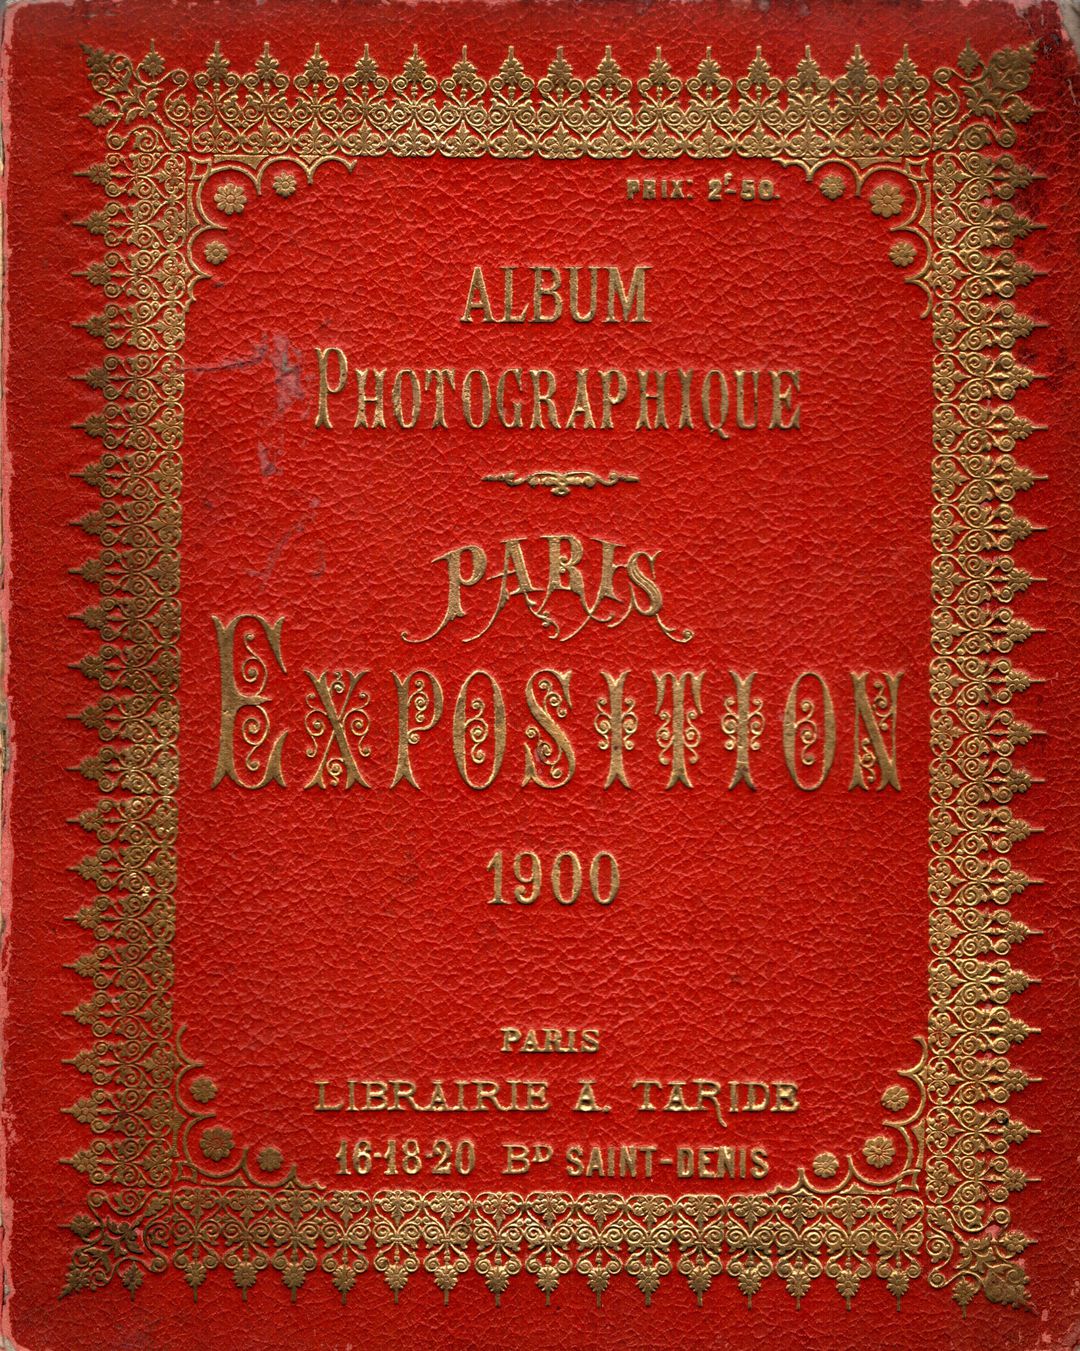 PRIX: 2F-50.
ALBUM
PHOTOGRAPHIQUE
PARIS
EXPOSITION
1900
PARIS
LIBRAIRIE A. TARIDE
16-18-20 BD SAINT-DENIS